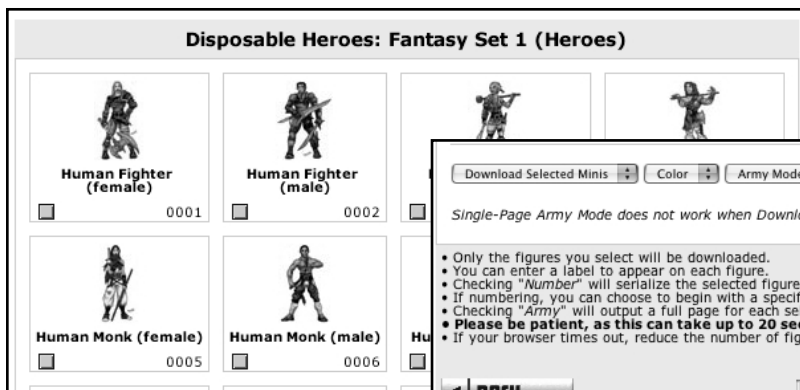 Disposable Heroes: Fantasy Set 1 (Heroes)
Human Fighter
(female)
0001
Human Fighter
(male)
0002
Human Monk (female)
0005
Human Monk (male)
0006
Hu
Download Selected Minis
Color
Army Mode
Single-Page Army Mode does not work when Downlo
• Only the figures you select will be downloaded.
• You can enter a label to appear on each figure.
• Checking "Number" will serialize the selected figure
• If numbering, you can choose to begin with a specif
• Checking "Army" will output a full page for each sel
• Please be patient, as this can take up to 20 sec
• If your browser times out, reduce the number of fig